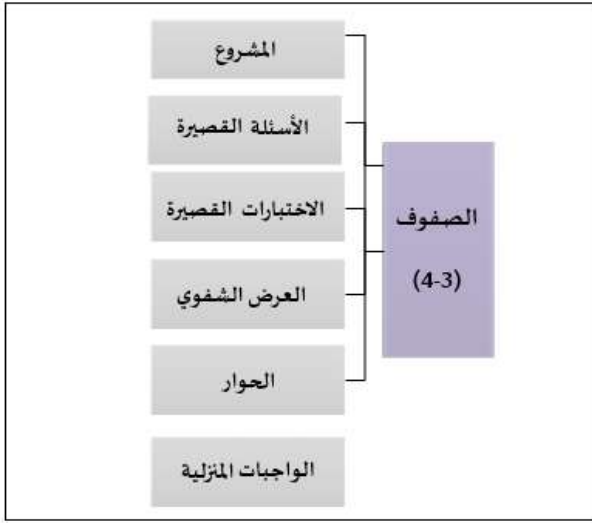 الصفوف
(3-4)
المشروع
الأسئلة القصيرة
الاختبارات القصيرة
العرض الشفوي
الحوار
الواجبات المنزلية